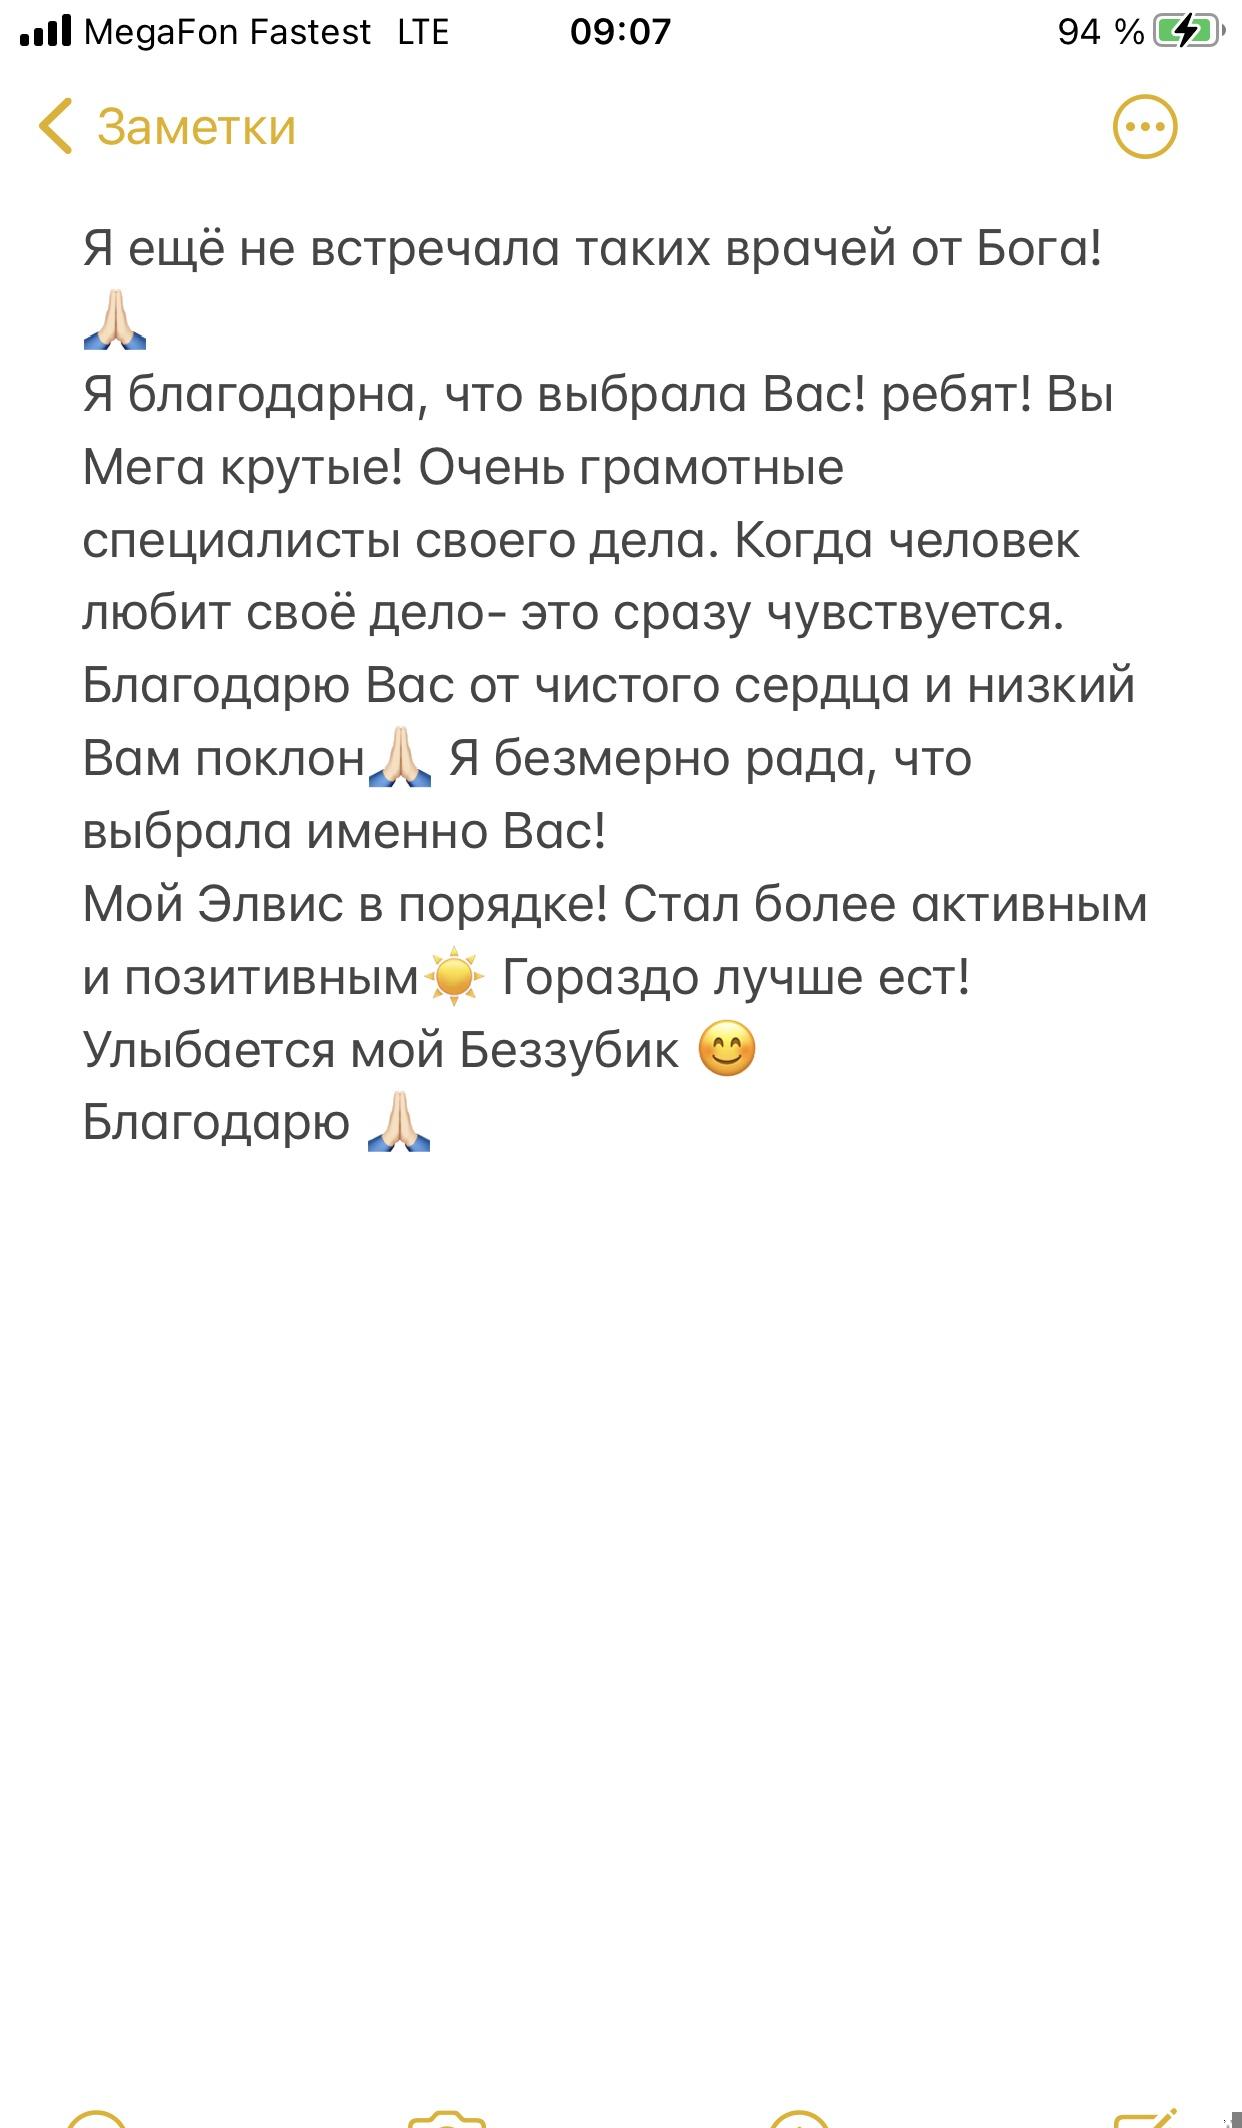 MegaFon Fastest LTE 09:07 94 %
Заметки
Я ещё не встречала таких врачей от Бога!
🙏🏻
Я благодарна, что выбрала Вас! ребят! Вы
Мега крутые! Очень грамотные
специалисты своего дела. Когда человек
любит своё дело- это сразу чувствуется.
Благодарю Вас от чистого сердца и низкий
Вам поклон🙏🏻 Я безмерно рада, что
выбрала именно Вас!
Мой Элвис в порядке! Стал более активным
и позитивным☀️ Гораздо лучше ест!
Улыбается мой Беззубик 😊
Благодарю 🙏🏻